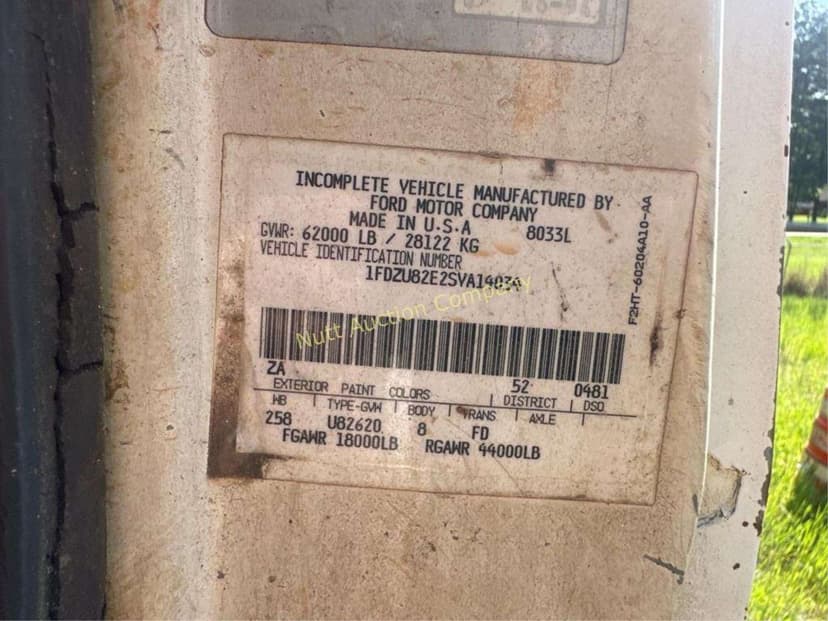 INCOMPLETE VEHICLE MANUFACTURED BY
FORD MOTOR COMPANY
MADE IN U.S.A 8033L
GVWR: 62000 LB / 28122 KG
VEHICLE IDENTIFICATION NUMBER
1FDZU82E2SVA14034
Nutt Auction Company
ZA 52 0481
EXTERIOR PAINT COLORS DISTRICT DSO
WB TYPE-GVW BODY TRANS AXLE
258 U82620 8 FD
FGAWR 18000LB RGAWR 44000LB
F2HT-60204A10-AA